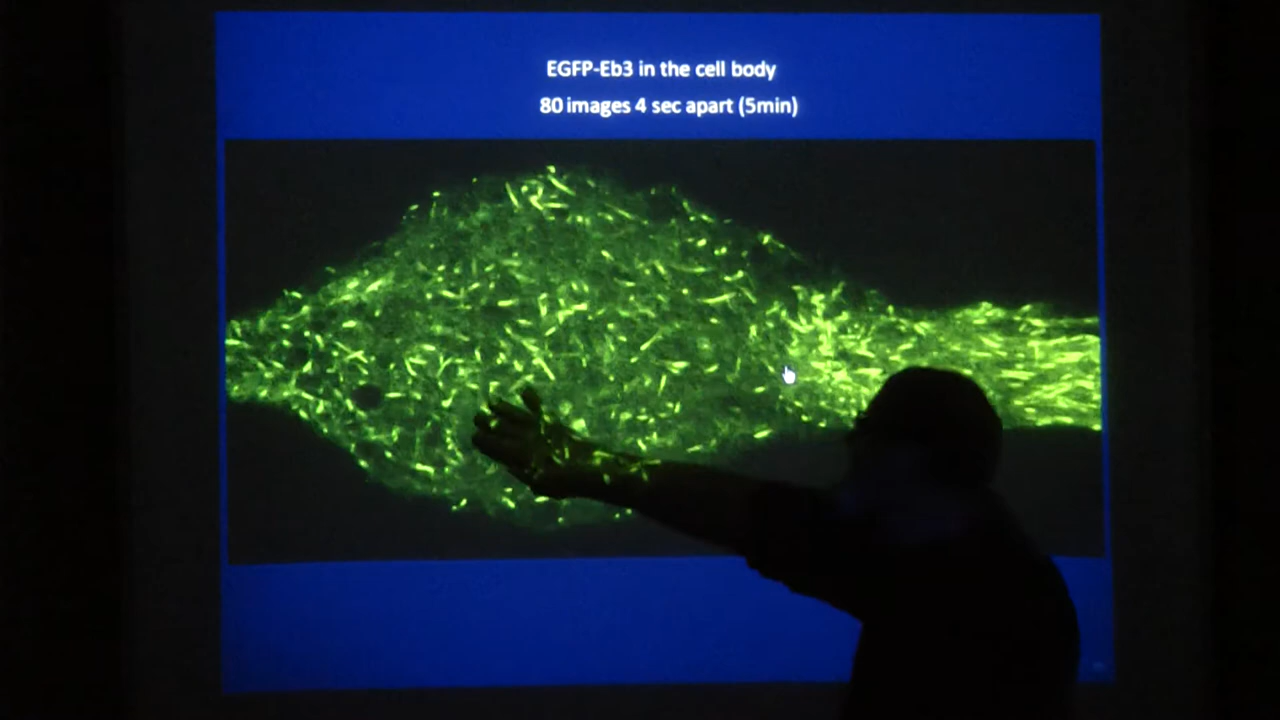 EGFP-Eb3 in the cell body
80 images 4 sec apart (5min)